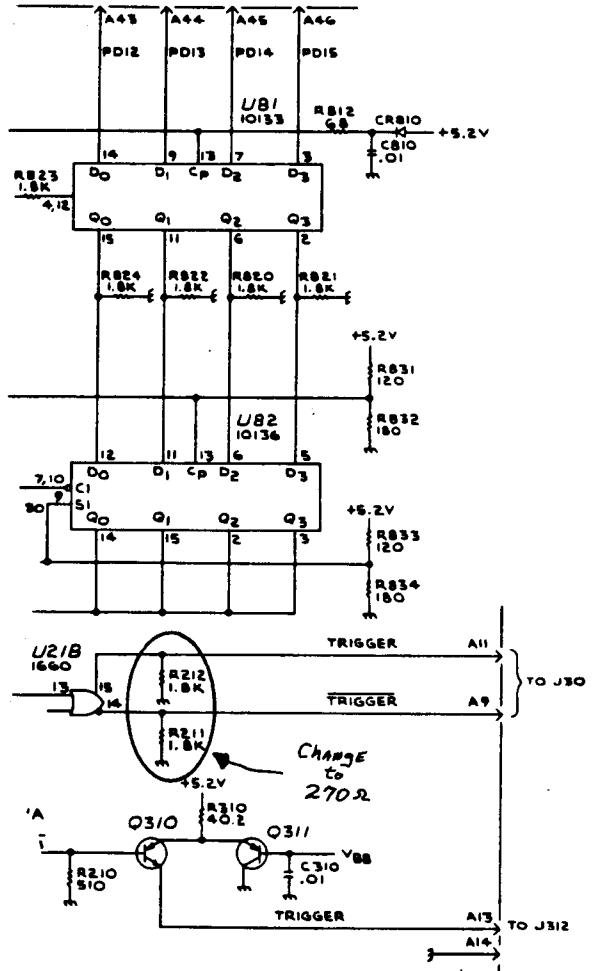 A43 A44 A45 A46
PD12 PD13 PD14 PD15
U81
10133
R812
68
CR810
+5.2V
C810
.01
14 9 13 7 3
R823
1.8K
4,12
D0 D1 CP D2 D3
Q0 Q1 Q2 Q3
15 11 6 2
R824
1.8K
R822
1.8K
R820
1.8K
R821
1.8K
+5.2V
R831
120
R832
180
U82
10136
12 11 13 6 5
7,10
C1
D0 D1 CP D2 D3
9
S1
80
Q0 Q1 Q2 Q3
14 15 2 3
+5.2V
R833
120
R834
180
U21B
1660
13
15
14
R212
1.8K
TRIGGER
A11
TO J30
TRIGGER
A9
R211
1.8K
CHANGE
to
270Ω
+5.2V
R310
40.2
'A
Q310
Q311
R210
510
C310
.01
VBB
TRIGGER
A13
TO J312
A14